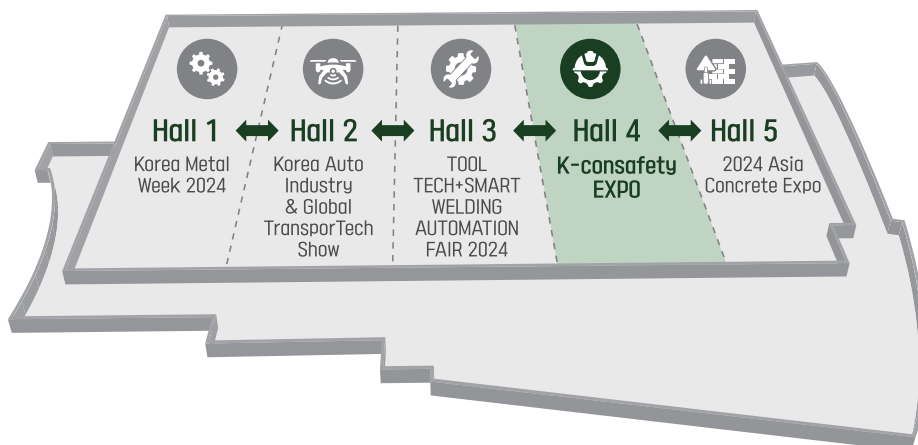 Hall 1
Korea Metal
Week 2024
Hall 2
Korea Auto
Industry
& Global
TransporTech
Show
Hall 3
TOOL
TECH+SMART
WELDING
AUTOMATION
FAIR 2024
Hall 4
K-consafety
EXPO
Hall 5
2024 Asia
Concrete Expo